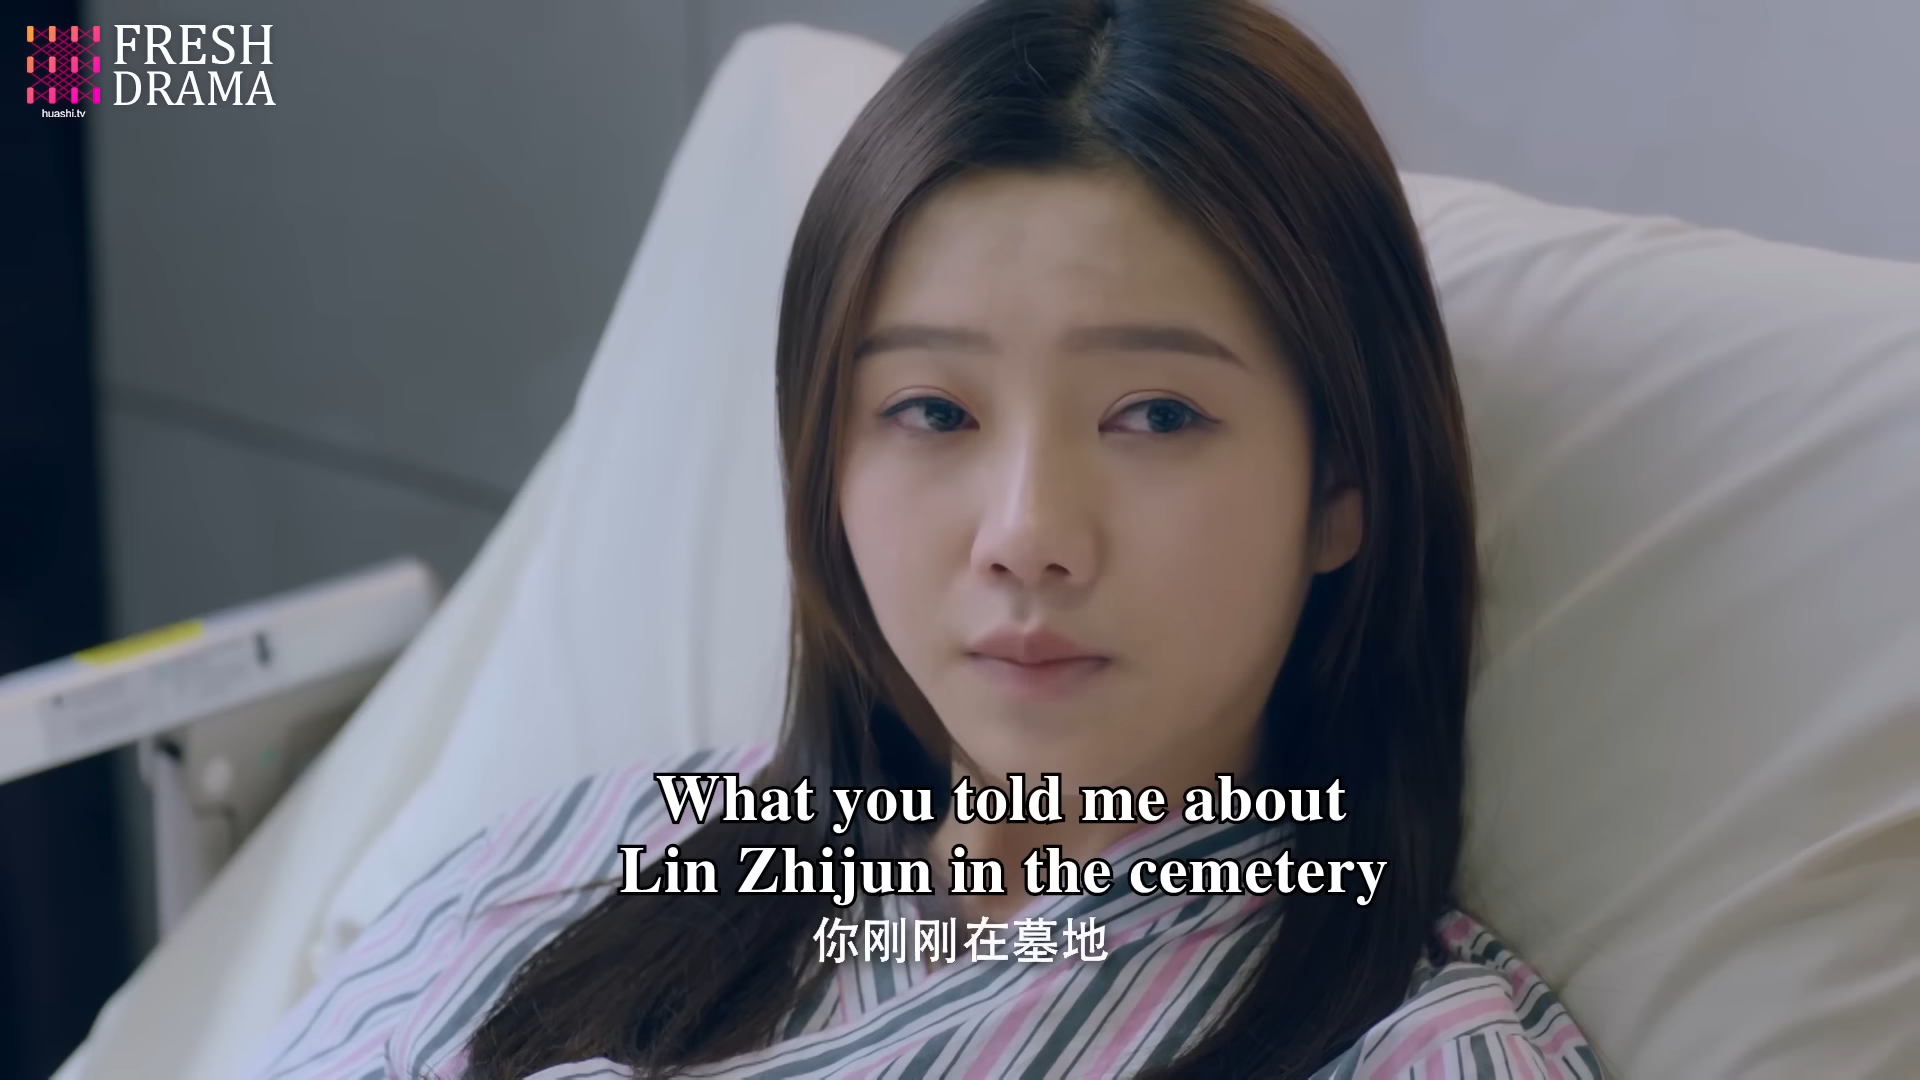 FRESH
DRAMA
huashi.tv
What you told me about
Lin Zhijun in the cemetery
你刚刚在墓地